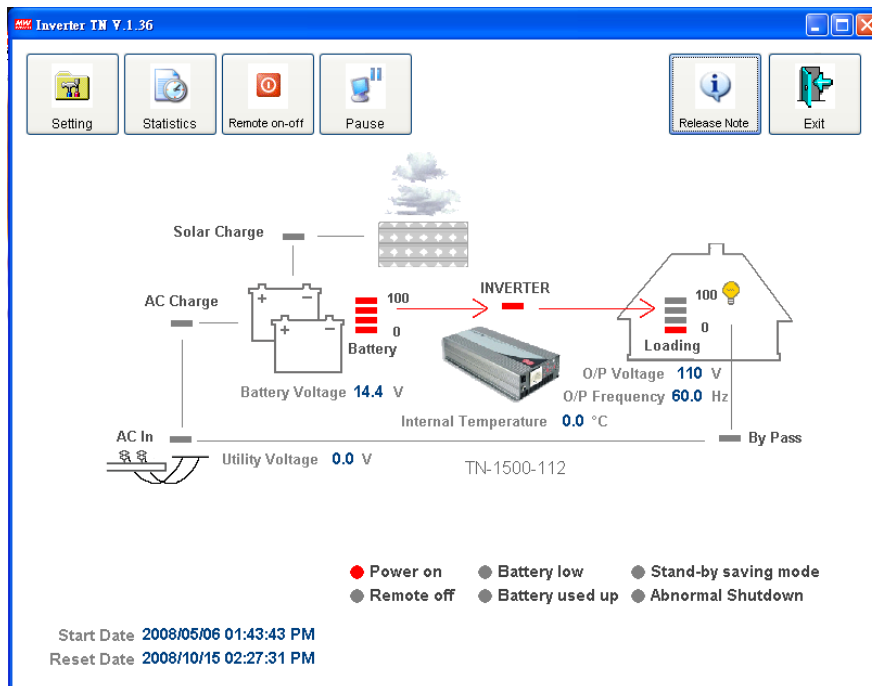 MW Inverter TN V.1.36
Setting
Statistics
Remote on-off
Pause
Release Note
Exit
Solar Charge
AC Charge
+ −
+ −
100
0
Battery
INVERTER
100
0
Loading
Battery Voltage 14.4 V
O/P Voltage 110 V
O/P Frequency 60.0 Hz
Internal Temperature 0.0 °C
AC In
Utility Voltage 0.0 V
By Pass
TN-1500-112
Power on
Battery low
Stand-by saving mode
Remote off
Battery used up
Abnormal Shutdown
Start Date 2008/05/06 01:43:43 PM
Reset Date 2008/10/15 02:27:31 PM